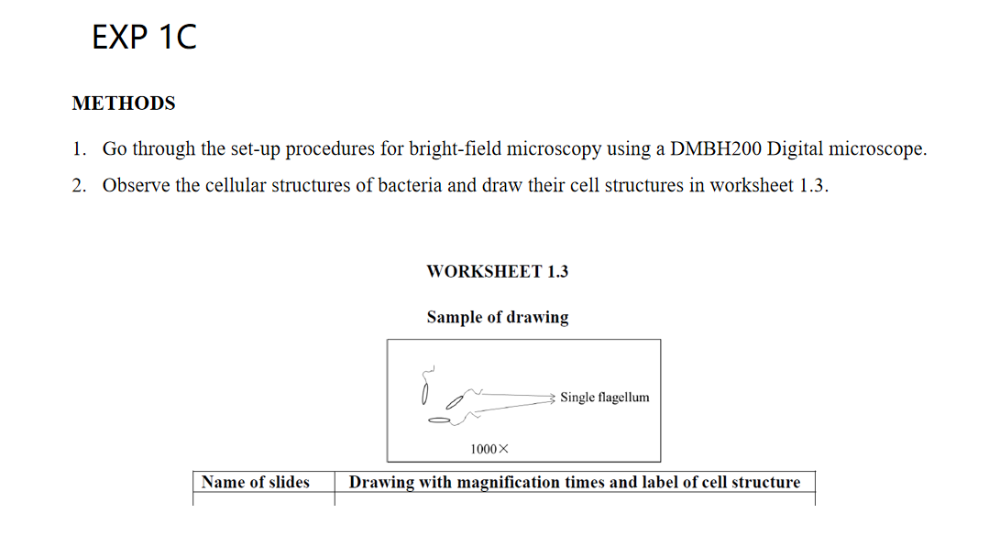 EXP 1C
METHODS
1. Go through the set-up procedures for bright-field microscopy using a DMBH200 Digital microscope.
2. Observe the cellular structures of bacteria and draw their cell structures in worksheet 1.3.
WORKSHEET 1.3
Sample of drawing
Single flagellum
1000×
Name of slides Drawing with magnification times and label of cell structure